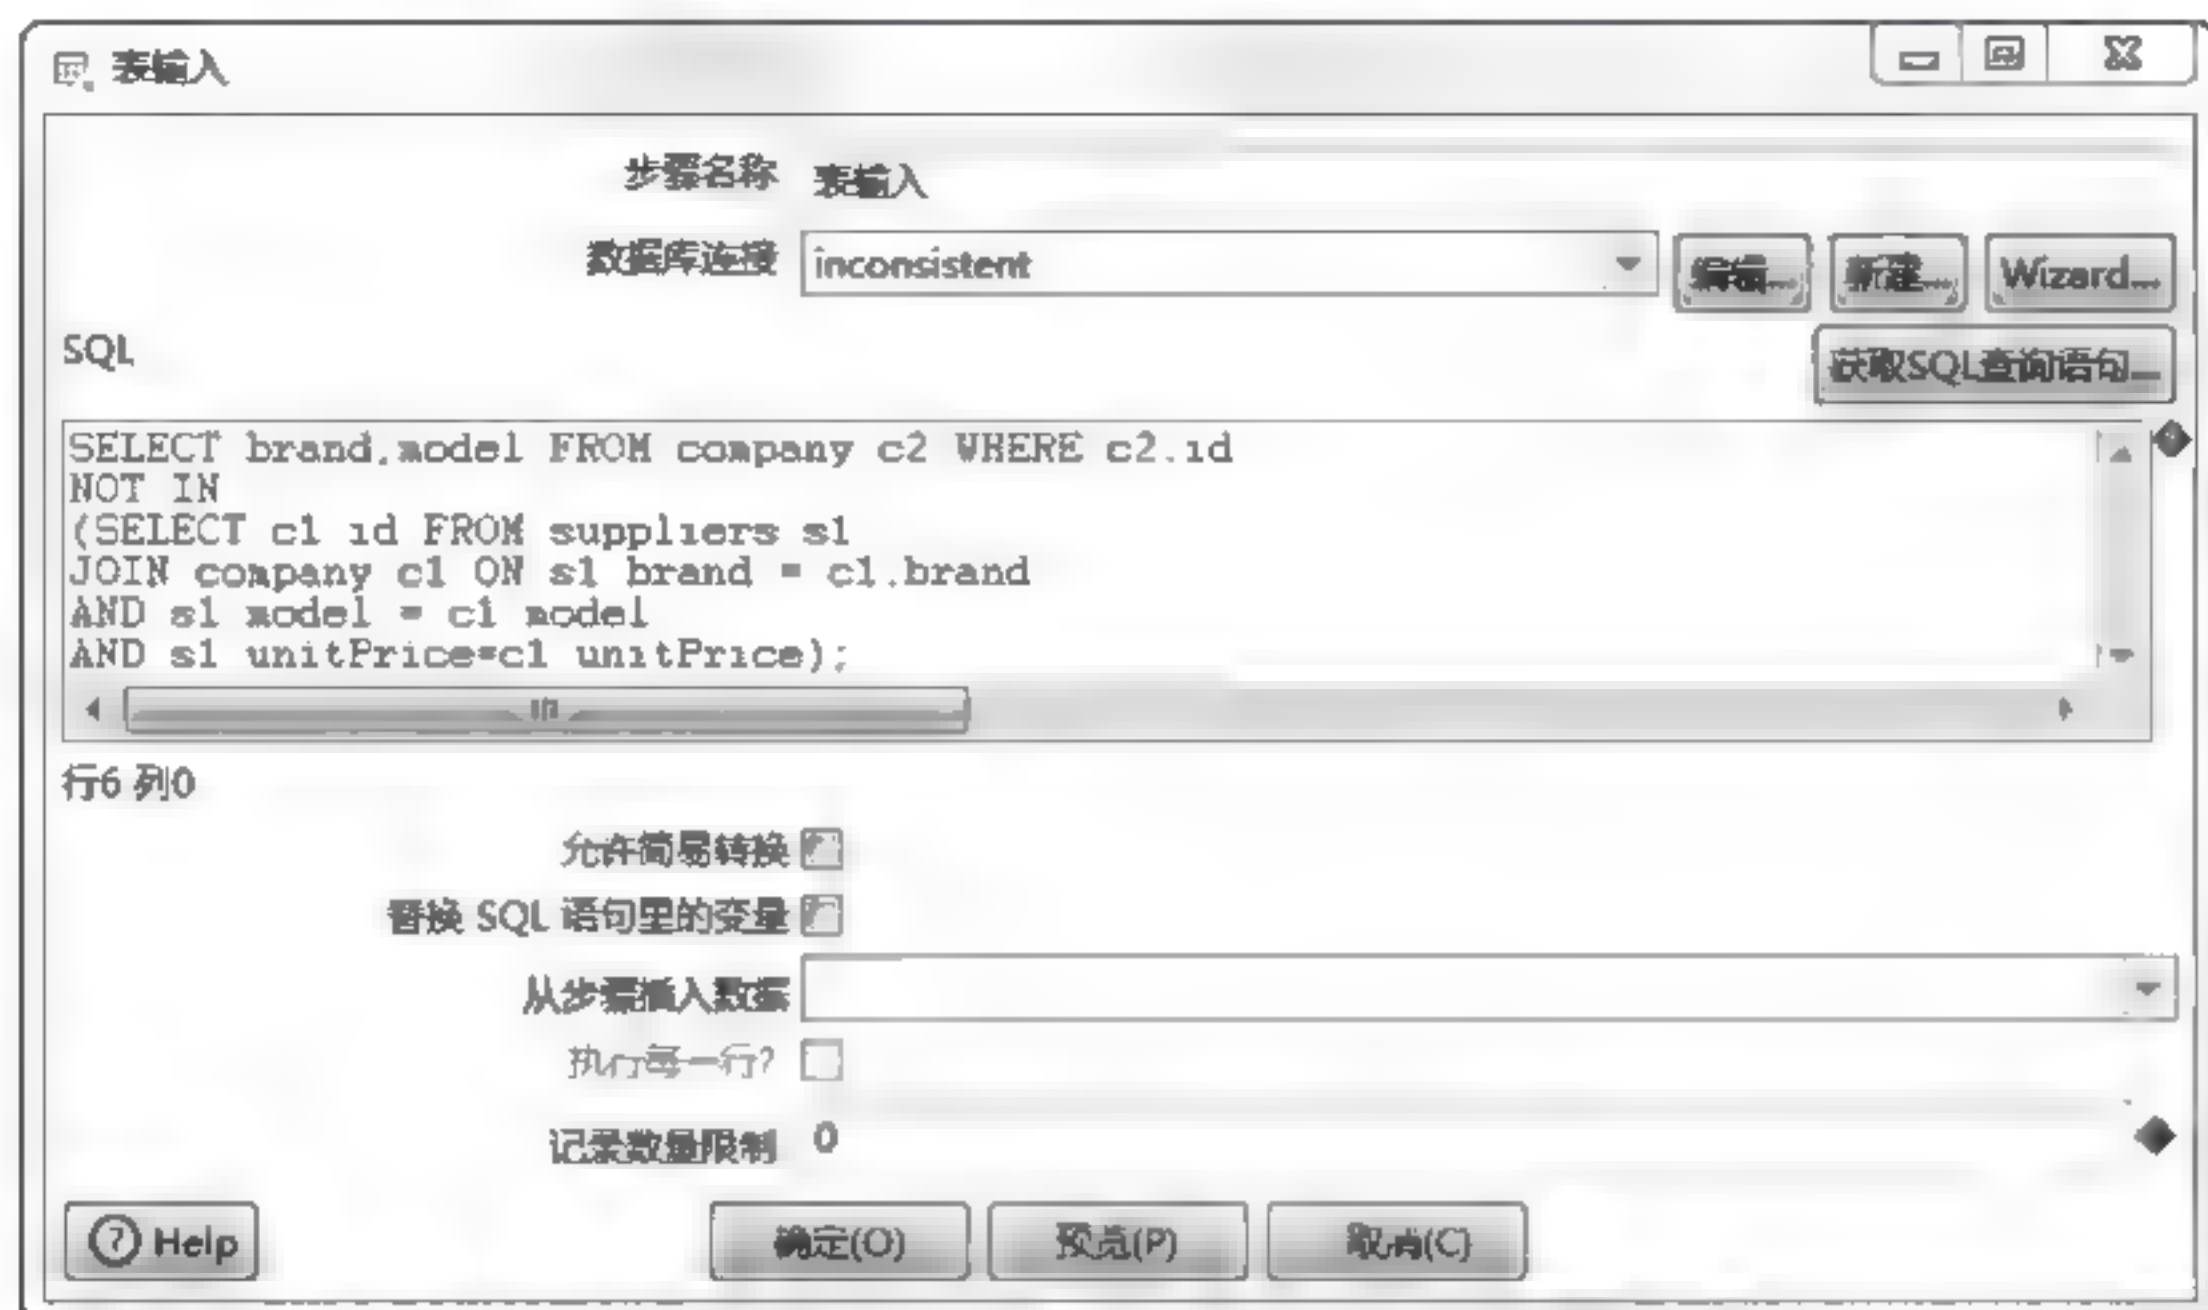 表输入
步骤名称 表输入
数据库连接 inconsistent 编辑... 新建... Wizard...
SQL 获取SQL查询语句...
SELECT brand,model FROM company c2 WHERE c2.id
NOT IN
(SELECT c1.id FROM suppliers s1
JOIN company c1 ON s1.brand = c1.brand
AND s1.model = c1.model
AND s1.unitPrice=c1.unitPrice);
行6 列0
允许简易转换
替换 SQL 语句里的变量
从步骤插入数据
执行每一行?
记录数量限制 0
Help 确定(O) 预览(P) 取消(C)